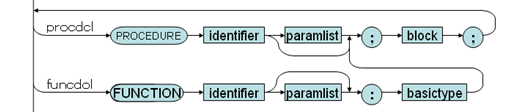 procdcl PROCEDURE identifier paramlist ; block ;
funcdcl FUNCTION identifier paramlist : basictype